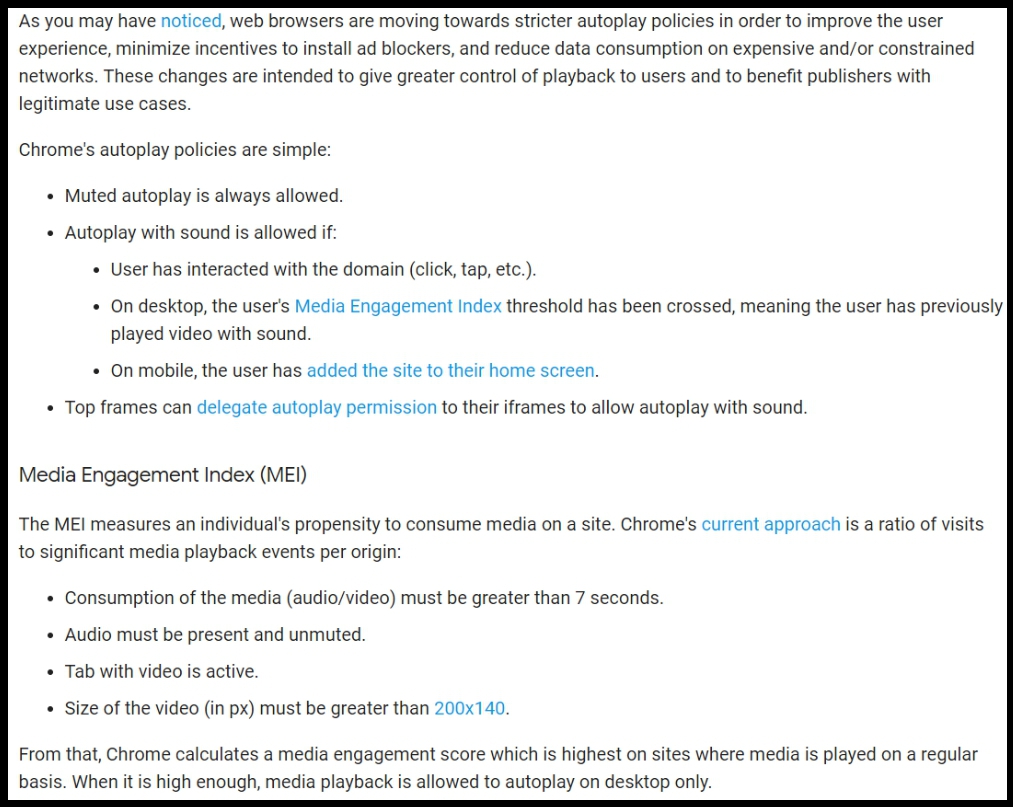 As you may have noticed, web browsers are moving towards stricter autoplay policies in order to improve the user
experience, minimize incentives to install ad blockers, and reduce data consumption on expensive and/or constrained
networks. These changes are intended to give greater control of playback to users and to benefit publishers with
legitimate use cases.
Chrome's autoplay policies are simple:
• Muted autoplay is always allowed.
• Autoplay with sound is allowed if:
• User has interacted with the domain (click, tap, etc.).
• On desktop, the user's Media Engagement Index threshold has been crossed, meaning the user has previously
played video with sound.
• On mobile, the user has added the site to their home screen.
• Top frames can delegate autoplay permission to their iframes to allow autoplay with sound.
Media Engagement Index (MEI)
The MEI measures an individual's propensity to consume media on a site. Chrome's current approach is a ratio of visits
to significant media playback events per origin:
• Consumption of the media (audio/video) must be greater than 7 seconds.
• Audio must be present and unmuted.
• Tab with video is active.
• Size of the video (in px) must be greater than 200x140.
From that, Chrome calculates a media engagement score which is highest on sites where media is played on a regular
basis. When it is high enough, media playback is allowed to autoplay on desktop only.